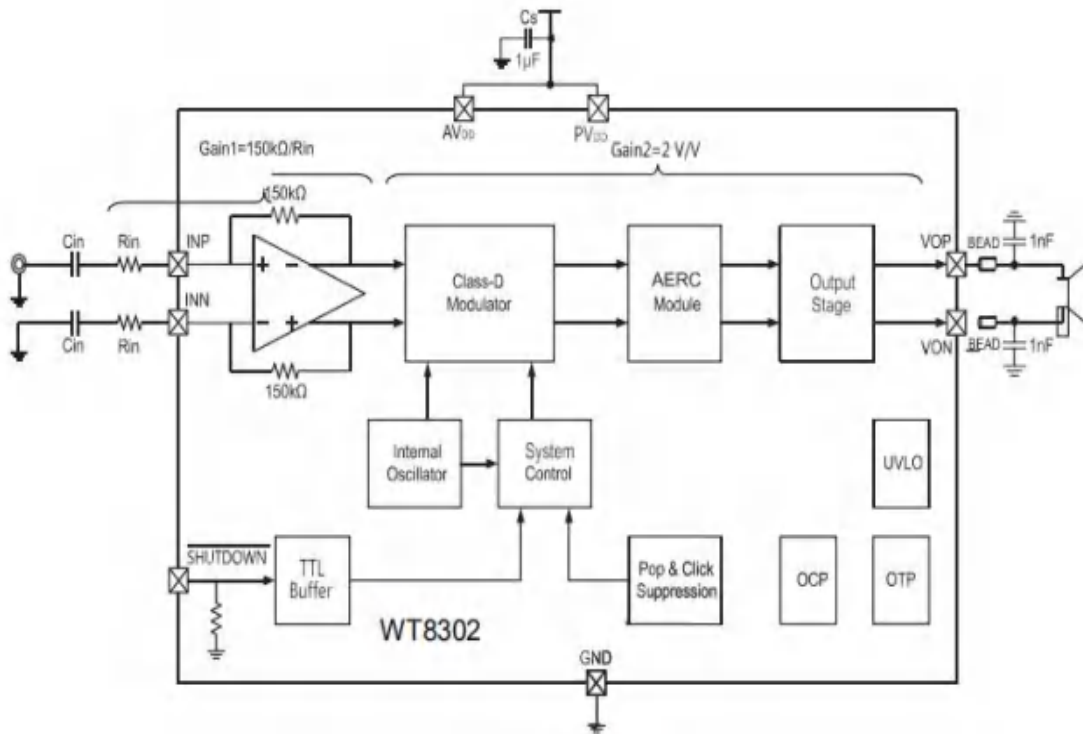 Cs
1μF
AVDD
PVDD
Gain1=150kΩ/Rin
Gain2=2 V/V
150kΩ
Cin
Rin
INP
Cin
Rin
INN
150kΩ
Class-D
Modulator
AERC
Module
Output
Stage
VOP
BEAD
1nF
VON
BEAD
1nF
Internal
Oscillator
System
Control
UVLO
SHUTDOWN
TTL
Buffer
Pop & Click
Suppression
OCP
OTP
WT8302
GND